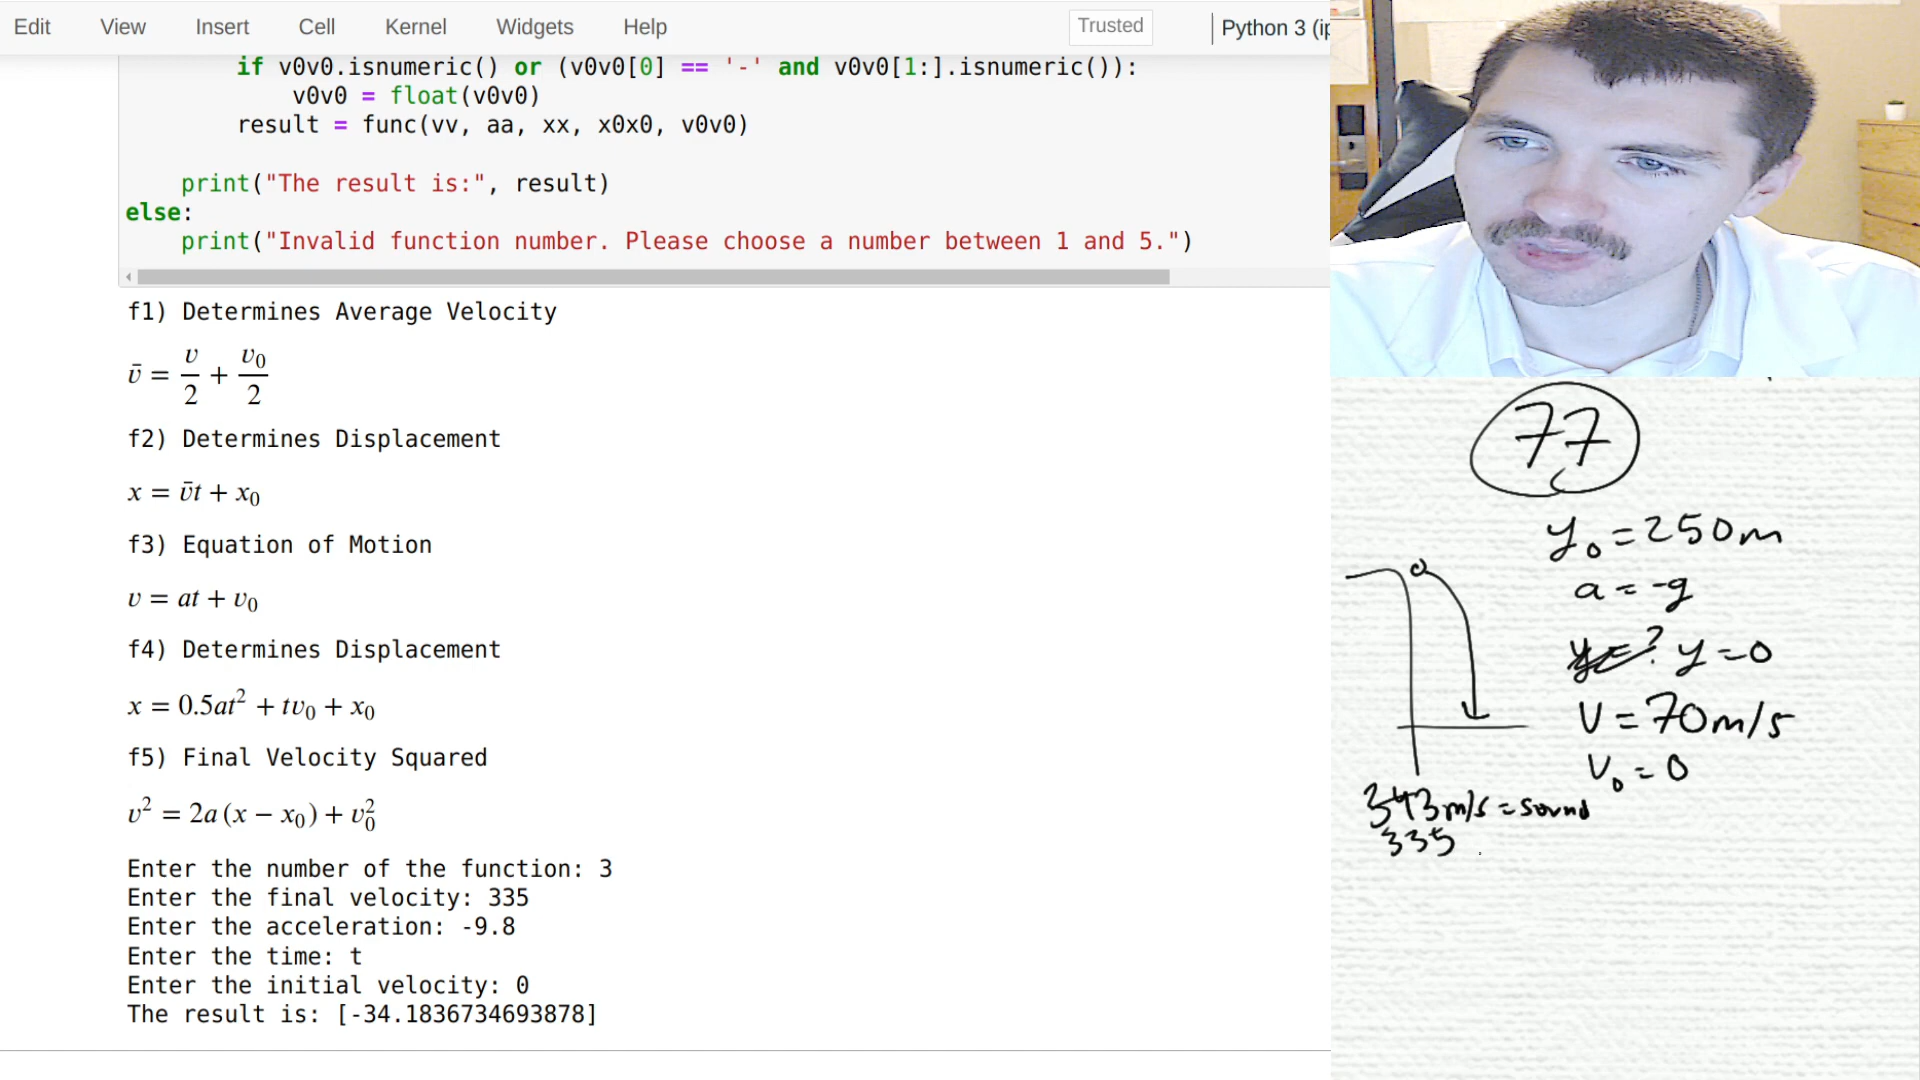 Edit View Insert Cell Kernel Widgets Help Trusted Python 3 (ip
if v0v0.isnumeric() or (v0v0[0] == '-' and v0v0[1:].isnumeric()):
v0v0 = float(v0v0)
result = func(vv, aa, xx, x0x0, v0v0)
print("The result is:", result)
else:
print("Invalid function number. Please choose a number between 1 and 5.")
f1) Determines Average Velocity
v̄ = v/2 + v₀/2
f2) Determines Displacement
x = v̄t + x₀
f3) Equation of Motion
v = at + v₀
f4) Determines Displacement
x = 0.5at² + tv₀ + x₀
f5) Final Velocity Squared
v² = 2a (x − x₀) + v₀²
Enter the number of the function: 3
Enter the final velocity: 335
Enter the acceleration: -9.8
Enter the time: t
Enter the initial velocity: 0
The result is: [-34.1836734693878]
77
y₀ = 250m
a = -g
y = 0
V = 70m/s
V₀ = 0
343m/s = sound
335